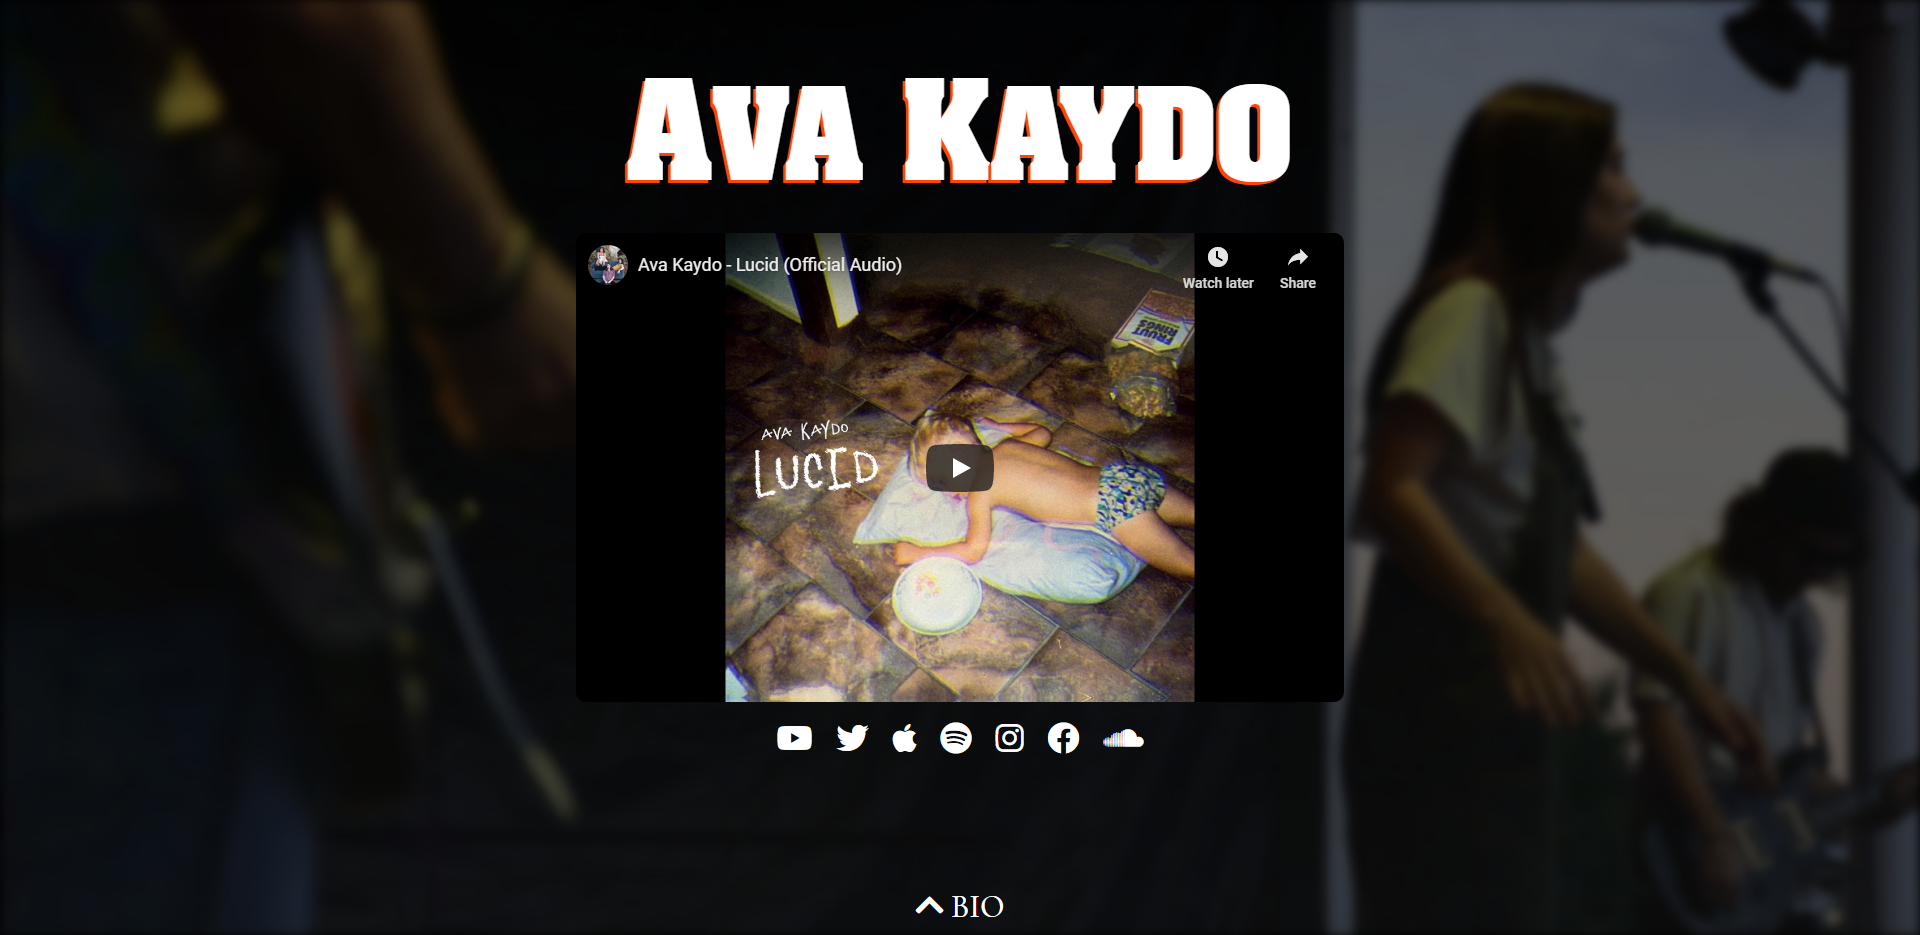 AVA KAYDO
Ava Kaydo - Lucid (Official Audio)
Watch later
Share
FRUIT
RINGS
AVA KAYDO
LUCID
BIO